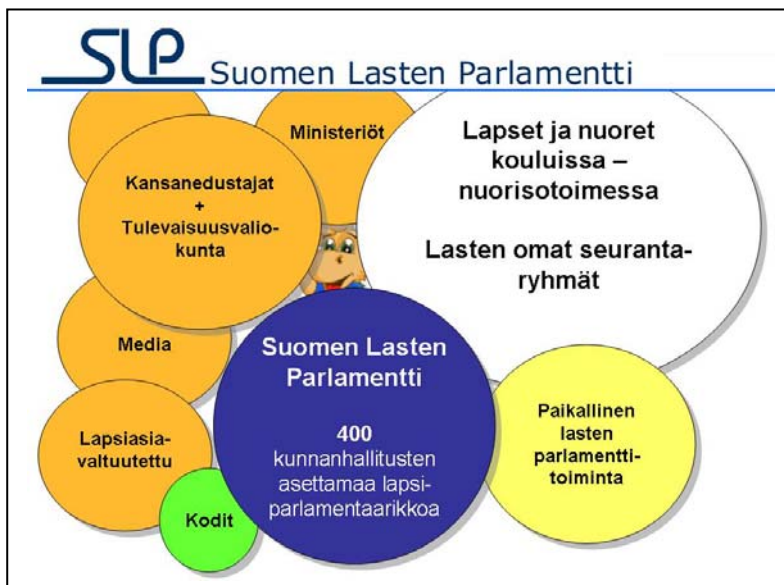 SLP Suomen Lasten Parlamentti
Ministeriöt
Lapset ja nuoret
kouluissa –
nuorisotoimessa
Lasten omat seuranta-
ryhmät
Kansanedustajat
+
Tulevaisuusvalio-
kunta
Media
Suomen Lasten
Parlamentti
400
kunnanhallitusten
asettamaa lapsi-
parlamentaarikkoa
Paikallinen
lasten
parlamentti-
toiminta
Lapsiasia-
valtuutettu
Kodit